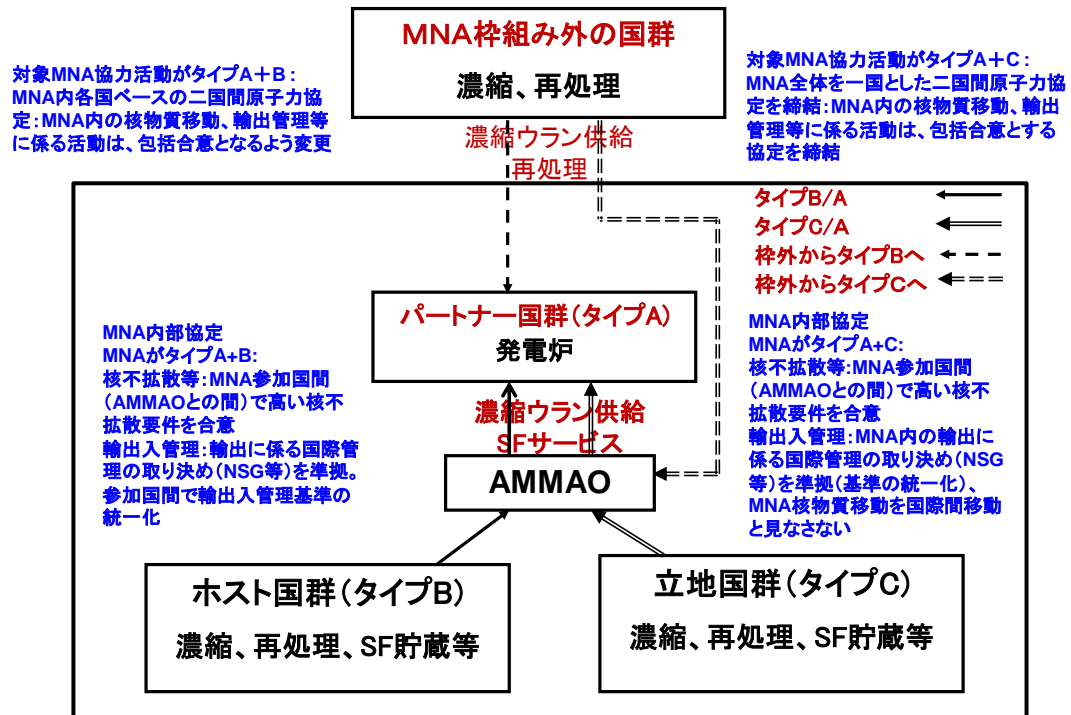 MNA枠組み外の国群
濃縮、再処理
対象MNA協力活動がタイプA＋B：
MNA内各国ベースの二国間原子力協
定：MNA内の核物質移動、輸出管理等
に係る活動は、包括合意となるよう変更
対象MNA協力活動がタイプA＋C：
MNA全体を一国とした二国間原子力協
定を締結：MNA内の核物質移動、輸出
管理等に係る活動は、包括合意とする
協定を締結
濃縮ウラン供給
再処理
タイプB/A
タイプC/A
枠外からタイプBへ
枠外からタイプCへ
パートナー国群（タイプA）
発電炉
MNA内部協定
MNAがタイプA+B:
核不拡散等：MNA参加国間
（AMMAOとの間）で高い核不
拡散要件を合意
輸出入管理：輸出に係る国際管
理の取り決め（NSG等）を準拠。
参加国間で輸出入管理基準の
統一化
MNA内部協定
MNAがタイプA+C:
核不拡散等：MNA参加国間
（AMMAOとの間）で高い核不
拡散要件を合意
輸出入管理：MNA内の輸出に
係る国際管理の取り決め（NSG
等）を準拠（基準の統一化）、
MNA核物質移動を国際間移動
と見なさない
濃縮ウラン供給
SFサービス
AMMAO
ホスト国群（タイプB）
濃縮、再処理、SF貯蔵等
立地国群（タイプC）
濃縮、再処理、SF貯蔵等